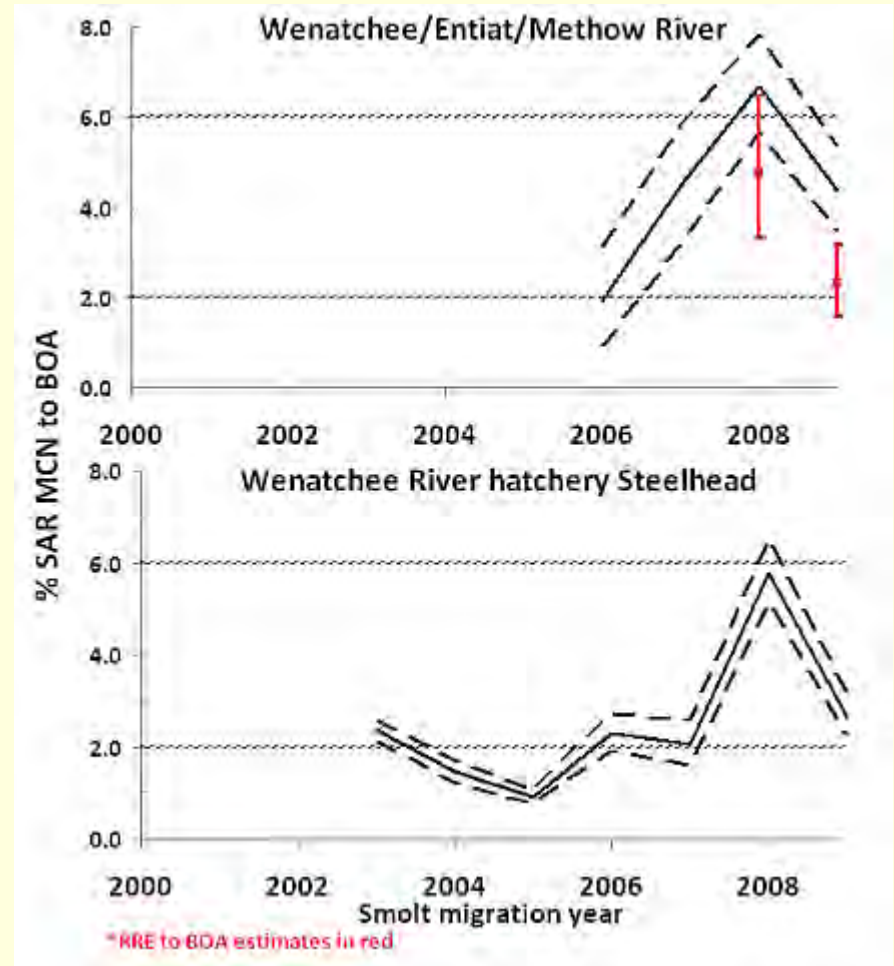 Wenatchee/Entiat/Methow River
8.0
6.0
4.0
2.0
0.0
2000 2002 2004 2006 2008
% SAR MCN to BOA
Wenatchee River hatchery Steelhead
8.0
6.0
4.0
2.0
0.0
2000 2002 2004 2006 2008
Smolt migration year
*RRE to BOA estimates in red